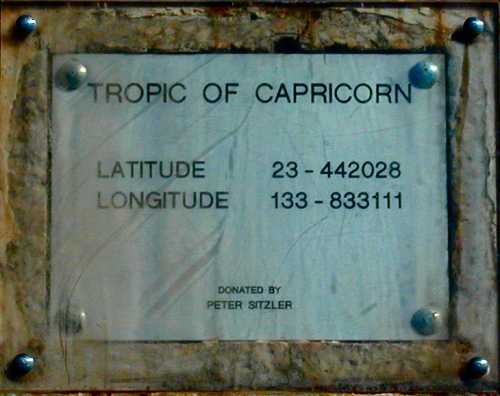 TROPIC OF CAPRICORN
LATITUDE 23-442028
LONGITUDE 133-833111
DONATED BY
PETER SITZLER